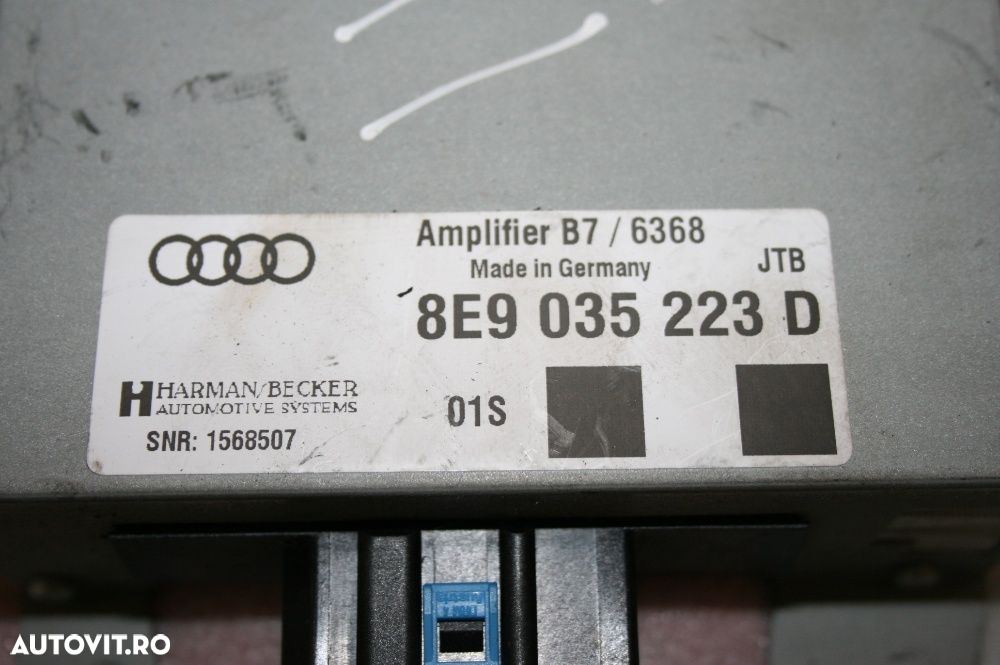 Amplifier B7 / 6368
Made in Germany
JTB
8E9 035 223 D
HARMAN/BECKER
AUTOMOTIVE SYSTEMS
01S
SNR: 1568507
AUTOVIT.RO